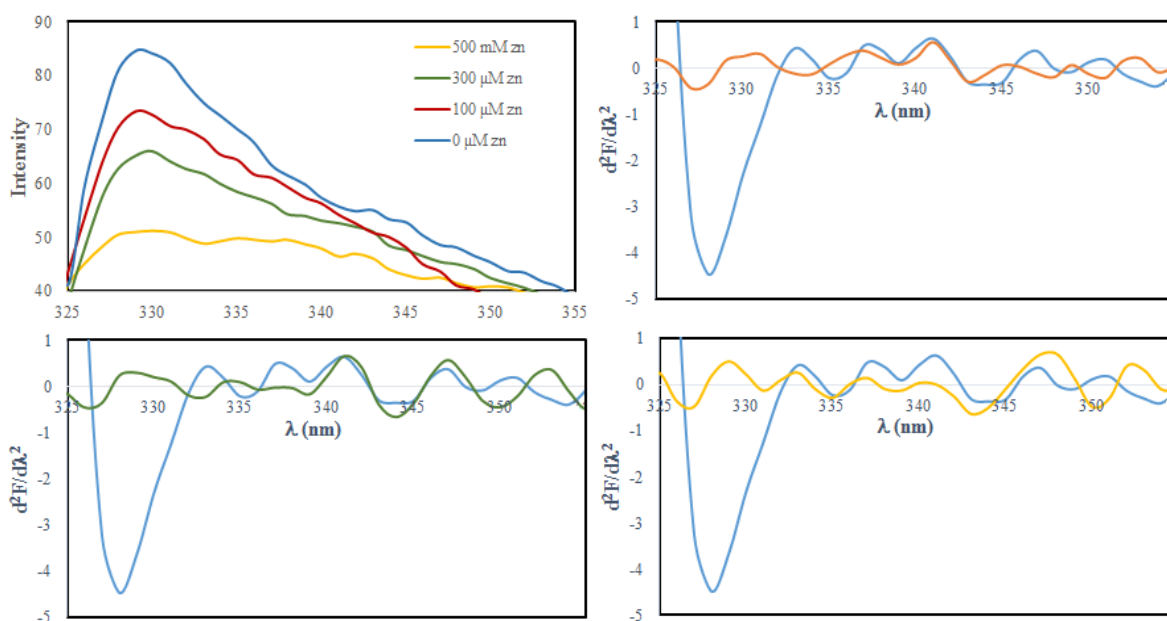 90
80
70
60
50
40
Intensity
500 mM zn
300 µM zn
100 µM zn
0 µM zn
325 330 335 340 345 350 355
1
0
-1
-2
-3
-4
-5
d²F/dλ²
325 330 335 340 345 350
λ (nm)
1
0
-1
-2
-3
-4
-5
d²F/dλ²
325 330 335 340 345 350
λ (nm)
1
0
-1
-2
-3
-4
-5
d²F/dλ²
325 330 335 340 345 350
λ (nm)